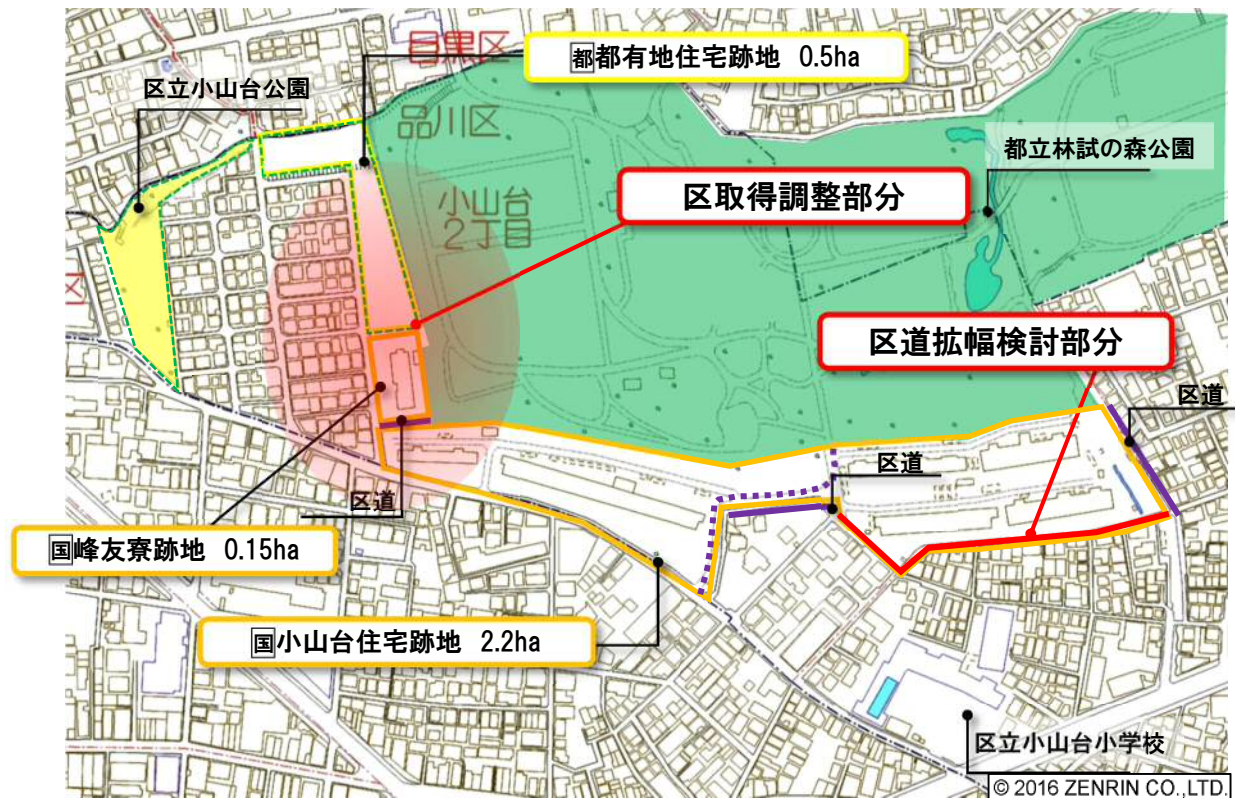 目黒区
都都有地住宅跡地 0.5ha
区立小山台公園
品川区
都立林試の森公園
区取得調整部分
小山台
2丁目
区
区道拡幅検討部分
区道
区道
区道
国峰友寮跡地 0.15ha
国小山台住宅跡地 2.2ha
区立小山台小学校
© 2016 ZENRIN CO.,LTD.